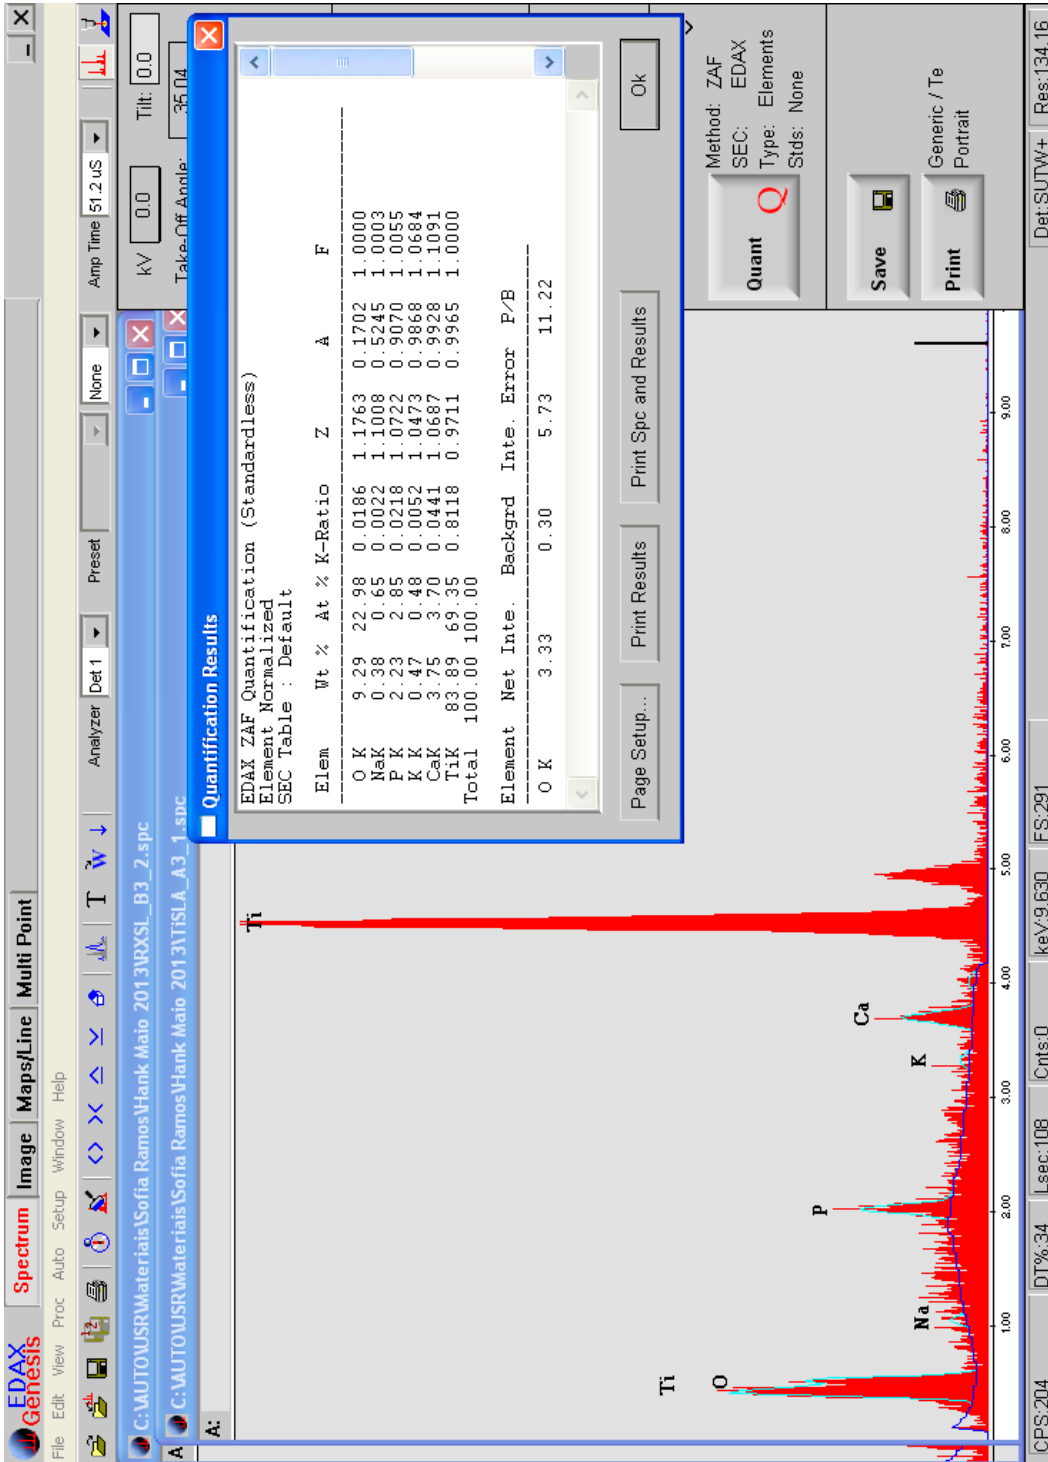 EDAX
Genesis
Spectrum Image Maps/Line Multi Point
File Edit View Proc Auto Setup Window Help
Analyzer Det 1 Preset None Amp Time 51.2 uS
C:\AUTO\USR\Materiais\Sofia Ramos\Hank Maio 2013\RXSL_B3_2.spc
C:\AUTO\USR\Materiais\Sofia Ramos\Hank Maio 2013\TiSLA_A3_1.spc
A
A:
kV 0.0 Tilt: 0.0
Take-Off Angle: 35.04
Quantification Results
EDAX ZAF Quantification (Standardless)
Element Normalized
SEC Table : Default
Elem Wt % At % K-Ratio Z A F
O K 9.29 22.98 0.0186 1.1763 0.1702 1.0000
NaK 0.38 0.65 0.0022 1.1008 0.5245 1.0003
P K 2.23 2.85 0.0218 1.0722 0.9070 1.0055
K K 0.47 0.48 0.0052 1.0473 0.9868 1.0684
CaK 3.75 3.70 0.0441 1.0687 0.9928 1.1091
TiK 83.89 69.35 0.8118 0.9711 0.9965 1.0000
Total 100.00 100.00
Element Net Inte. Backgrd Inte. Error P/B
O K 3.33 0.30 5.73 11.22
Page Setup... Print Results Print Spc and Results Ok
Quant Q
Method: ZAF
SEC: EDAX
Type: Elements
Stds: None
Save
Print
Generic / Te
Portrait
Ti
O
Na
P
K
Ca
Ti
1.00 2.00 3.00 4.00 5.00 6.00 7.00 8.00 9.00
CPS:204 DT%:34 Lsec:108 Cnts:0 keV:9.630 FS:291 Det:SUTW+ Res:134.16